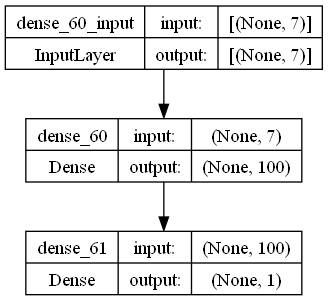 dense_60_input input: [(None, 7)]
InputLayer output: [(None, 7)]
dense_60 input: (None, 7)
Dense output: (None, 100)
dense_61 input: (None, 100)
Dense output: (None, 1)